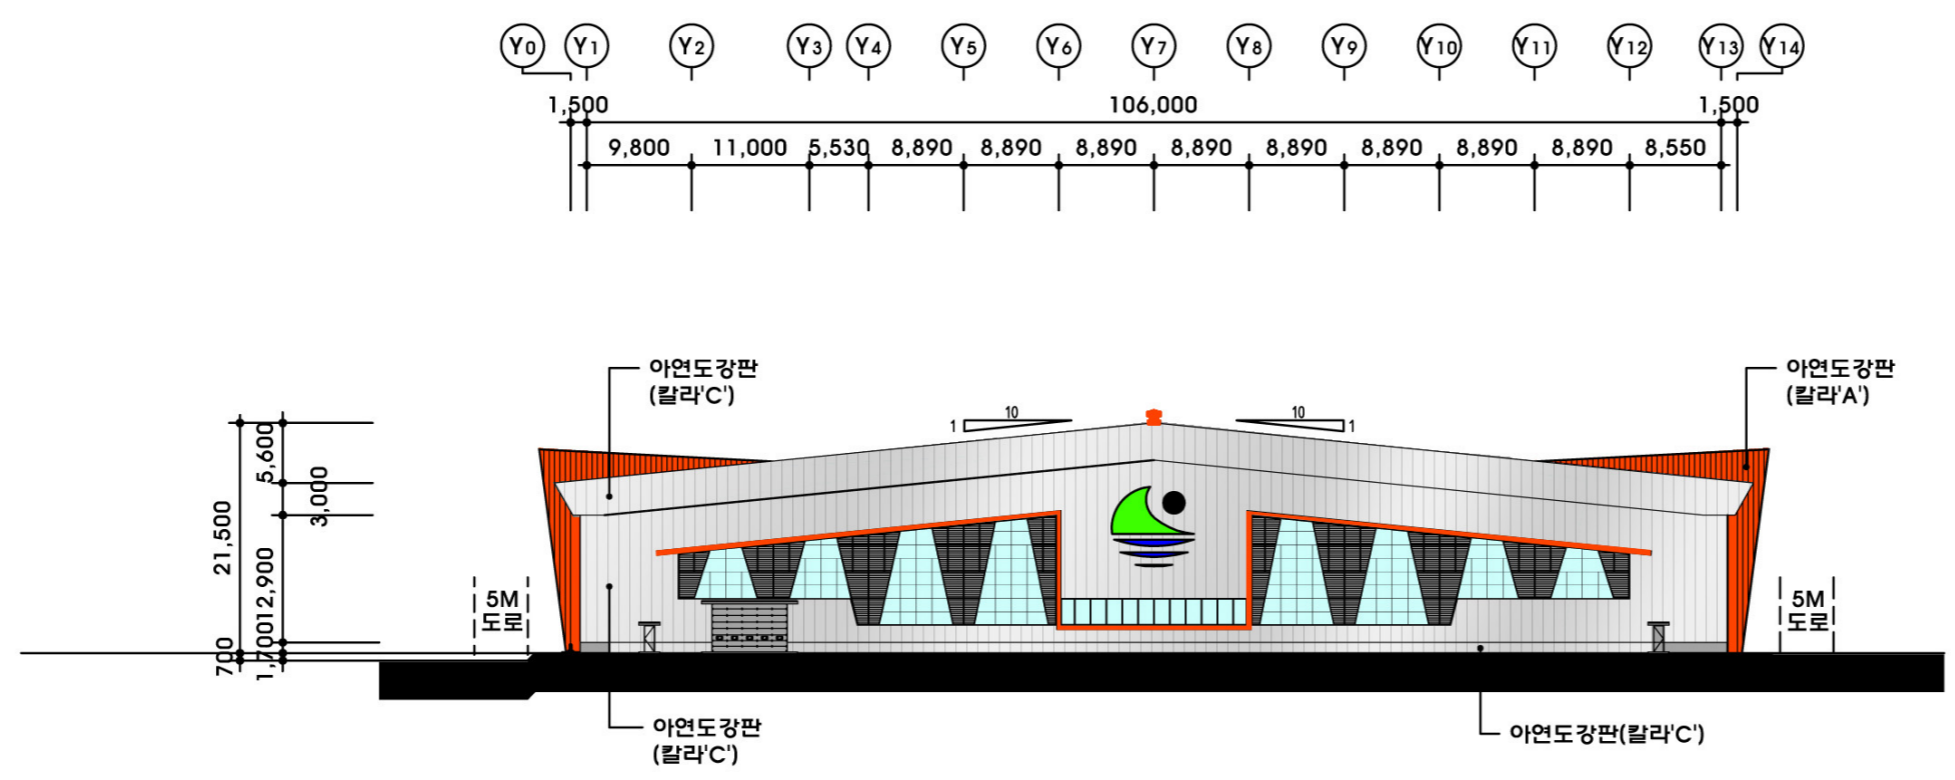 Y0 Y1 Y2 Y3 Y4 Y5 Y6 Y7 Y8 Y9 Y10 Y11 Y12 Y13 Y14
1,500 106,000 1,500
9,800 11,000 5,530 8,890 8,890 8,890 8,890 8,890 8,890 8,890 8,890 8,550
아연도강판
(칼라'C')
아연도강판
(칼라'A')
10
1
10
1
5,600
3,000
21,500
12,900
1,700
700
5M
도로
5M
도로
아연도강판
(칼라'C')
아연도강판(칼라'C')